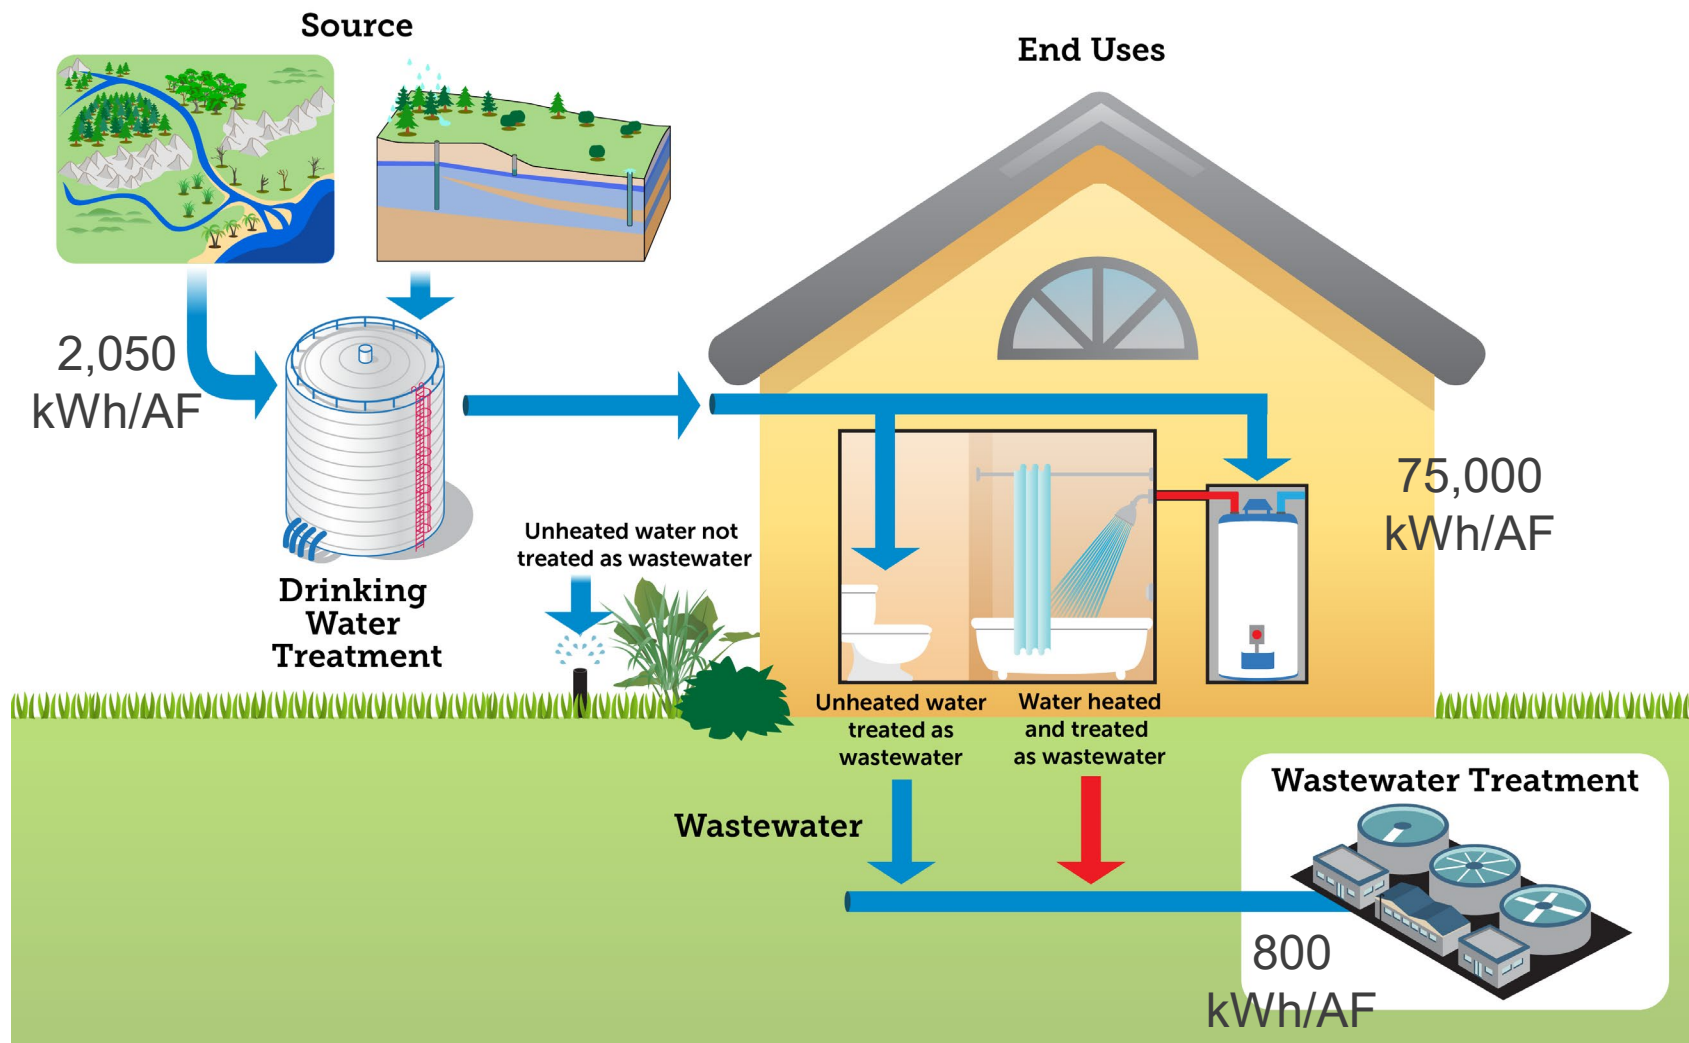 Source
End Uses
2,050
kWh/AF
75,000
kWh/AF
Unheated water not
treated as wastewater
Drinking
Water
Treatment
Unheated water
treated as
wastewater
Water heated
and treated
as wastewater
Wastewater Treatment
Wastewater
800
kWh/AF